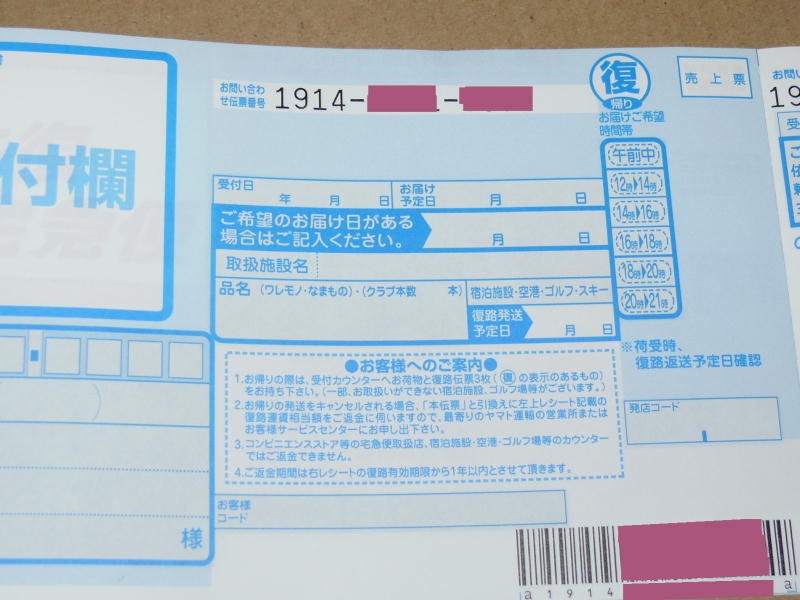 付欄
様
お問い合わ
せ伝票番号
1914-
-
復
帰り
お届けご希望
時間帯
午前中
12時▶14時
14時▶16時
16時▶18時
18時▶20時
20時▶21時
売上票
受付日 年 月 日
お届け
予定日 月 日
ご希望のお届け日がある
場合はご記入ください。 月 日
取扱施設名
品名 (ワレモノ・なまもの)・(クラブ本数 本)
宿泊施設・空港・ゴルフ・スキー
復路発送
予定日 月 日
※荷受時、
復路返送予定日確認
発店コード
●お客様へのご案内●
1.お帰りの際は、受付カウンターへお荷物と復路伝票3枚(復の表示のあるもの)
をお持ち下さい。(一部、お取扱いができない宿泊施設、ゴルフ場等がございます。)
2.お帰りの発送をキャンセルされる場合、「本伝票」と引換えに左上レシート記載の
復路運賃相当額をご返金に伺いますので、最寄りのヤマト運輸の営業所または
お客様サービスセンターにお申し出下さい。
3.コンビニエンスストア等の宅急便取扱店、宿泊施設・空港・ゴルフ場等のカウンター
ではご返金できません。
4.ご返金期間は右レシートの復路有効期限から1年以内とさせて頂きます。
お客様
コード
a1914
a
お問い
19
受